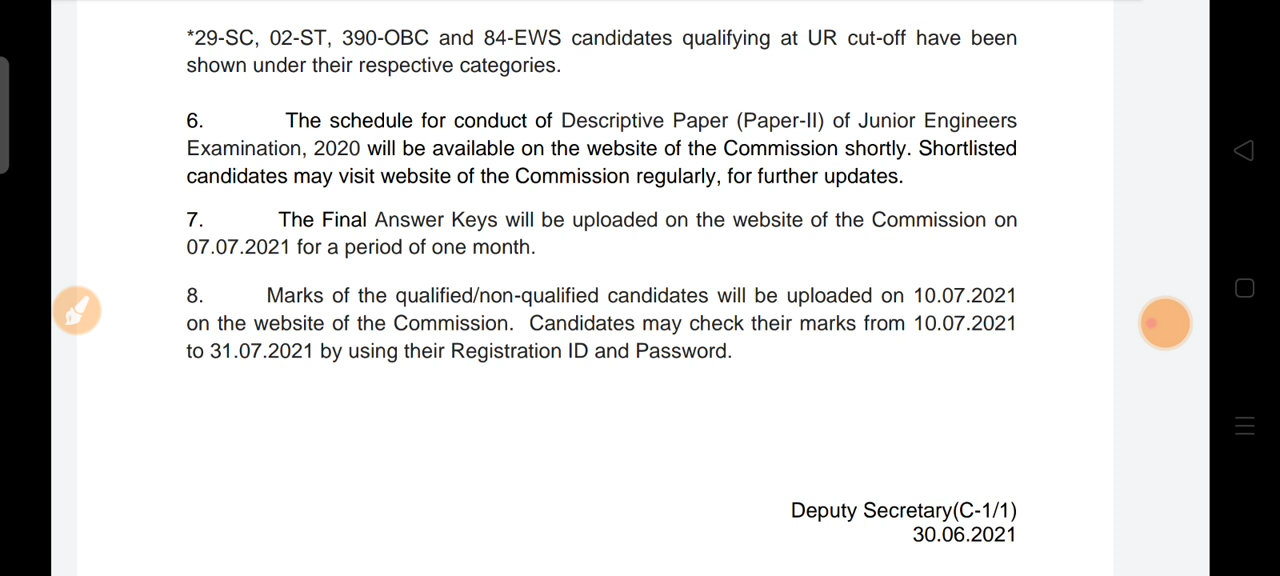 *29-SC, 02-ST, 390-OBC and 84-EWS candidates qualifying at UR cut-off have been
shown under their respective categories.
6. The schedule for conduct of Descriptive Paper (Paper-II) of Junior Engineers
Examination, 2020 will be available on the website of the Commission shortly. Shortlisted
candidates may visit website of the Commission regularly, for further updates.
7. The Final Answer Keys will be uploaded on the website of the Commission on
07.07.2021 for a period of one month.
8. Marks of the qualified/non-qualified candidates will be uploaded on 10.07.2021
on the website of the Commission. Candidates may check their marks from 10.07.2021
to 31.07.2021 by using their Registration ID and Password.
Deputy Secretary(C-1/1)
30.06.2021